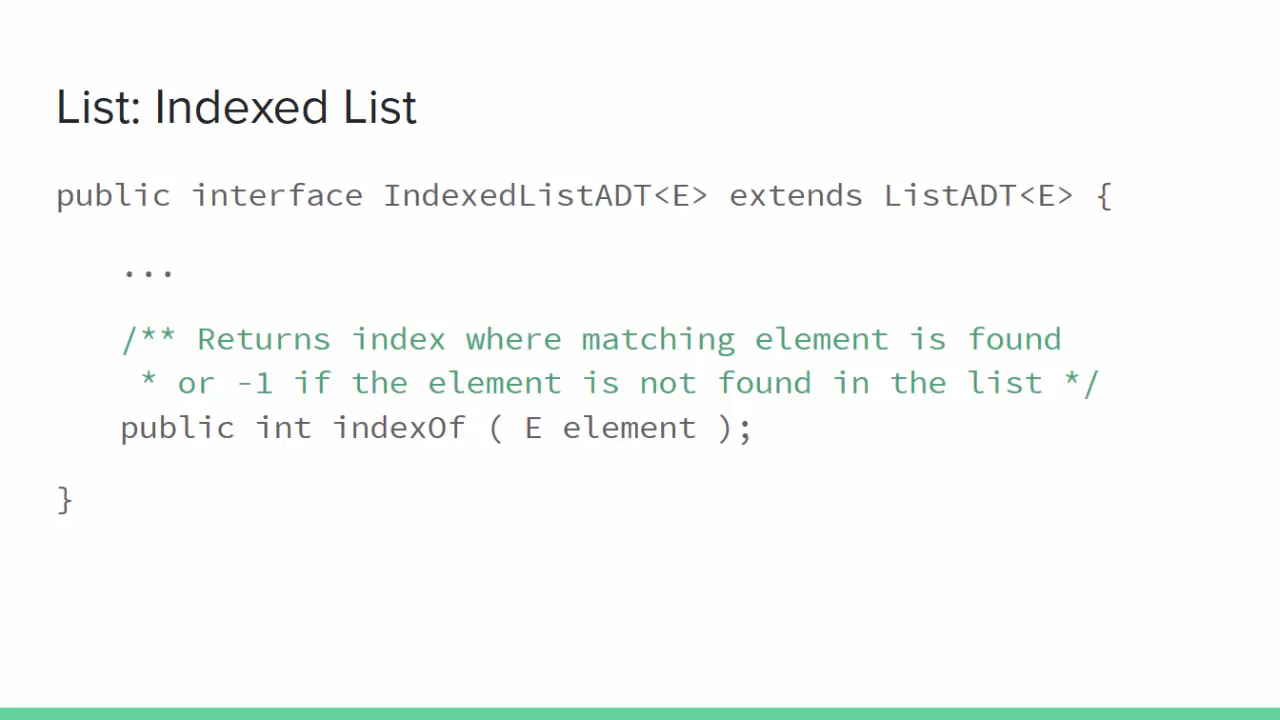 List: Indexed List
public interface IndexedListADT<E> extends ListADT<E> {
...
/** Returns index where matching element is found
* or -1 if the element is not found in the list */
public int indexOf ( E element );
}